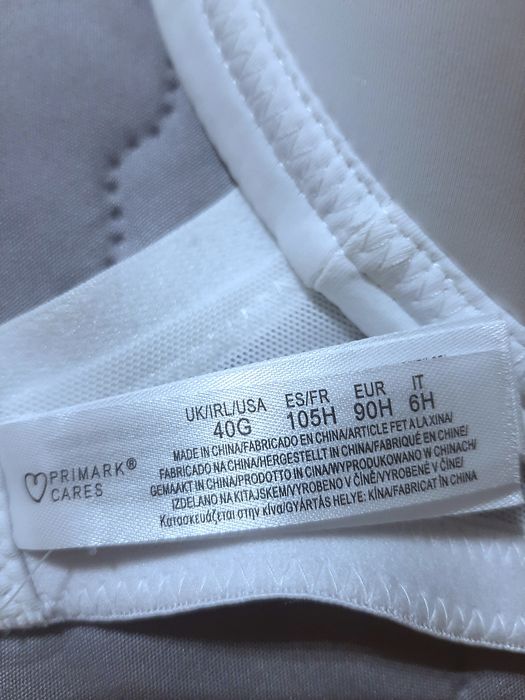 PRIMARK®
CARES
UK/IRL/USA ES/FR EUR IT
40G 105H 90H 6H
MADE IN CHINA/FABRICADO EN CHINA/ARTICLE FET A LA XINA/
FABRICADO NA CHINA/HERGESTELLT IN CHINA/FABRIQUÉ EN CHINE/
GEMAAKT IN CHINA/PRODOTTO IN CINA/WYPRODUKOWANO W CHINACH/
IZDELANO NA KITAJSKEM/VYROBENO V ČÍNĚ/VYROBENÉ V ČÍNE/
Κατασκευάζεται στην κίνα/GYÁRTÁS HELYE: KÍNA/FABRICAT ÎN CHINA